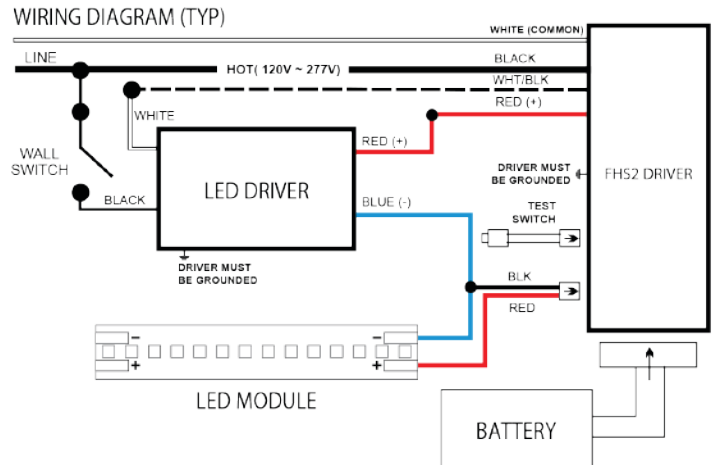 WIRING DIAGRAM (TYP)
WHITE (COMMON)
LINE
BLACK
HOT( 120V ~ 277V)
WHT/BLK
RED (+)
WHITE
RED (+)
WALL
SWITCH
LED DRIVER
DRIVER MUST
BE GROUNDED
FHS2 DRIVER
BLACK
BLUE (-)
TEST
SWITCH
DRIVER MUST
BE GROUNDED
BLK
RED
− −
+ +
LED MODULE
BATTERY